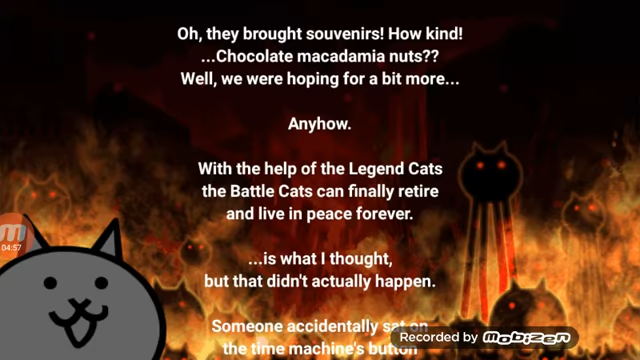 Oh, they brought souvenirs! How kind!
...Chocolate macadamia nuts??
Well, we were hoping for a bit more...
Anyhow.
With the help of the Legend Cats
the Battle Cats can finally retire
and live in peace forever.
...is what I thought,
but that didn't actually happen.
Someone accidentally sat on
the time machine's button
04:57
Recorded by Mobizen